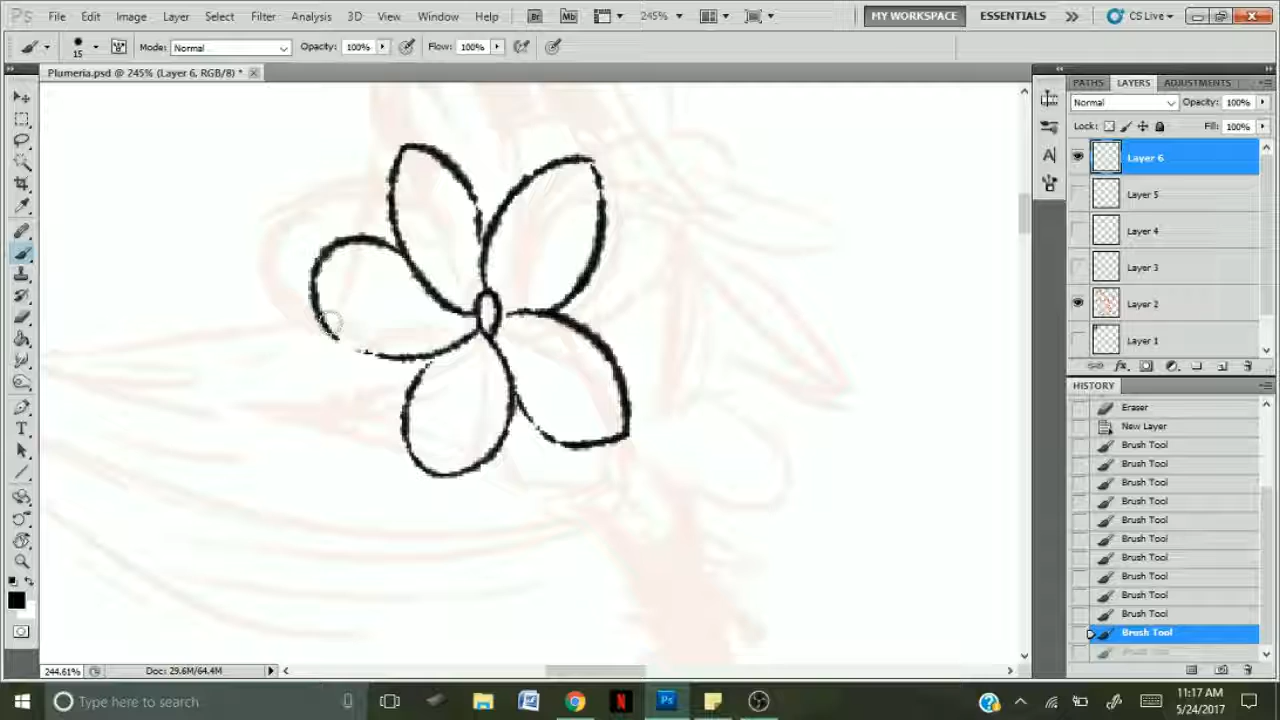 Ps File Edit Image Layer Select Filter Analysis 3D View Window Help Br Mb 245% MY WORKSPACE ESSENTIALS CS Live
15 Mode: Normal Opacity: 100% Flow: 100%
Plumeria.psd @ 245% (Layer 6, RGB/8) *
PATHS LAYERS ADJUSTMENTS
Normal Opacity: 100%
Lock: Fill: 100%
Layer 6
Layer 5
Layer 4
Layer 3
Layer 2
Layer 1
HISTORY
Eraser
New Layer
Brush Tool
Brush Tool
Brush Tool
Brush Tool
Brush Tool
Brush Tool
Brush Tool
Brush Tool
Brush Tool
Brush Tool
Brush Tool
244.61% Doc: 29.6M/64.4M
Type here to search
11:17 AM
5/24/2017